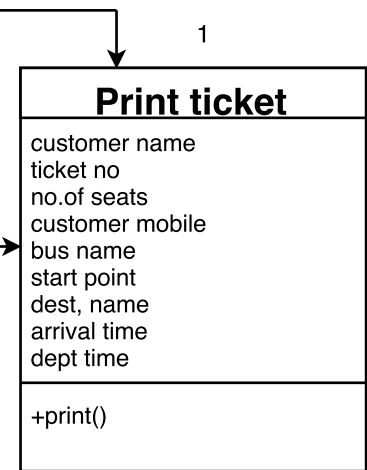 1
Print ticket
customer name
ticket no
no.of seats
customer mobile
bus name
start point
dest, name
arrival time
dept time
+print()